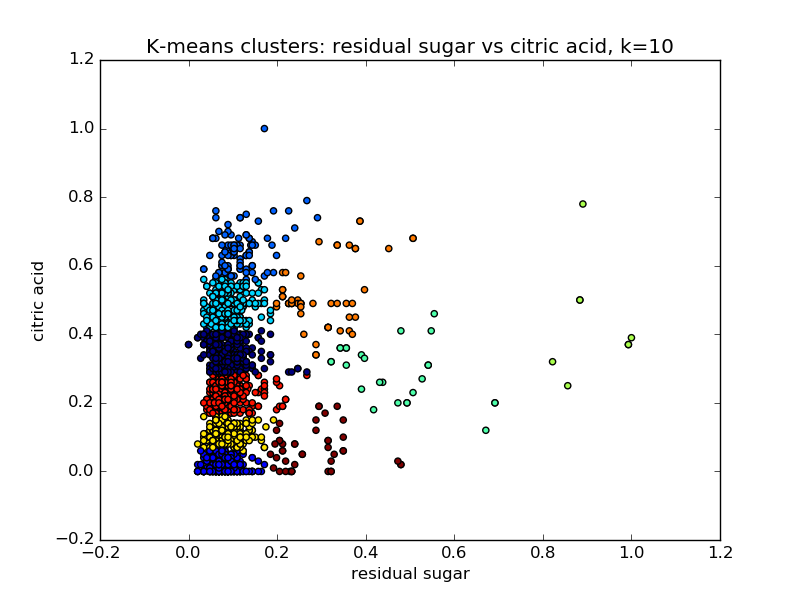 K-means clusters: residual sugar vs citric acid, k=10
1.2
1.0
0.8
0.6
0.4
0.2
0.0
−0.2
citric acid
−0.2 0.0 0.2 0.4 0.6 0.8 1.0 1.2
residual sugar